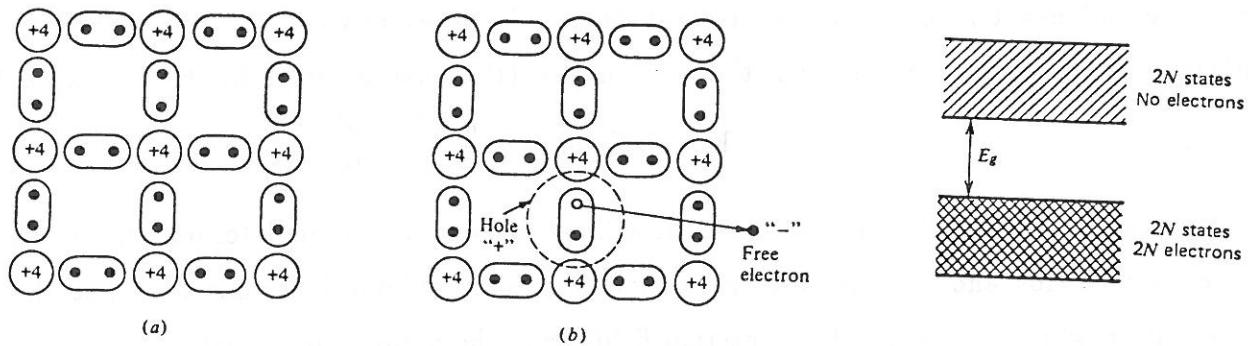 +4 +4 +4
+4 +4 +4
+4 +4 +4
(a)
+4 +4 +4
+4 +4 +4
Hole
"+"
"−"
Free
electron
+4 +4 +4
(b)
2N states
No electrons
Eg
2N states
2N electrons